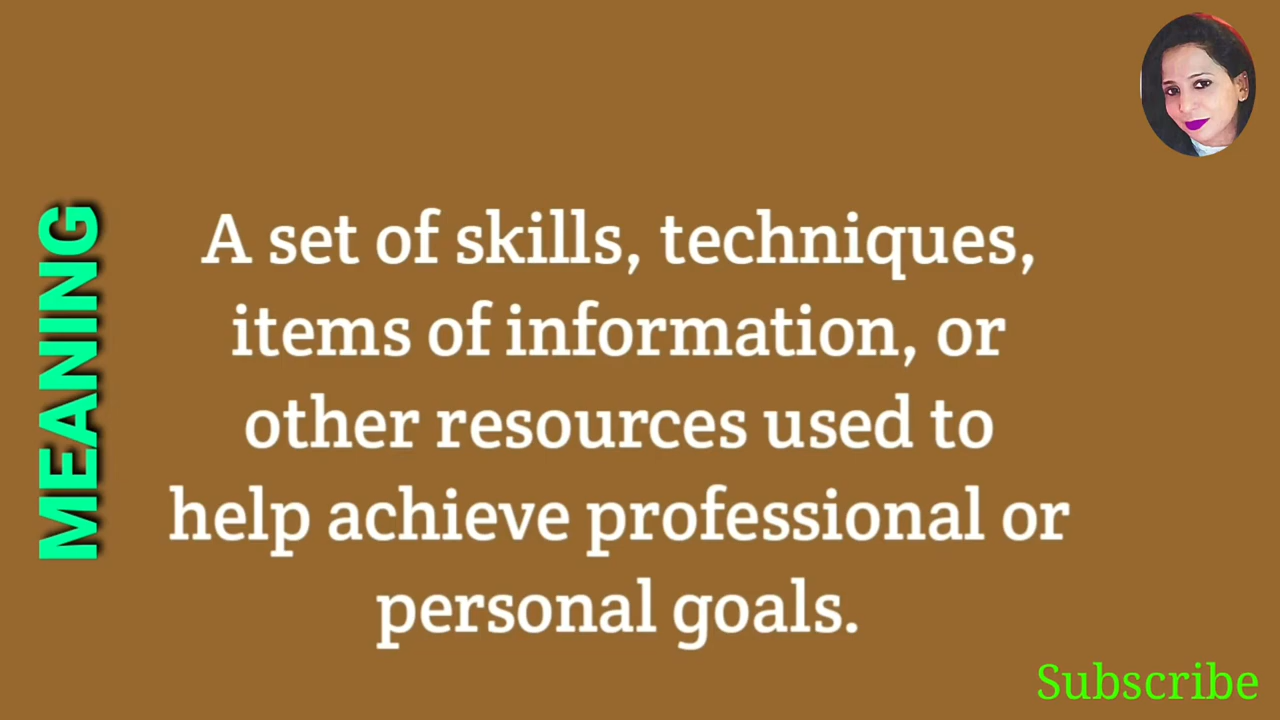 MEANING
A set of skills, techniques,
items of information, or
other resources used to
help achieve professional or
personal goals.
Subscribe